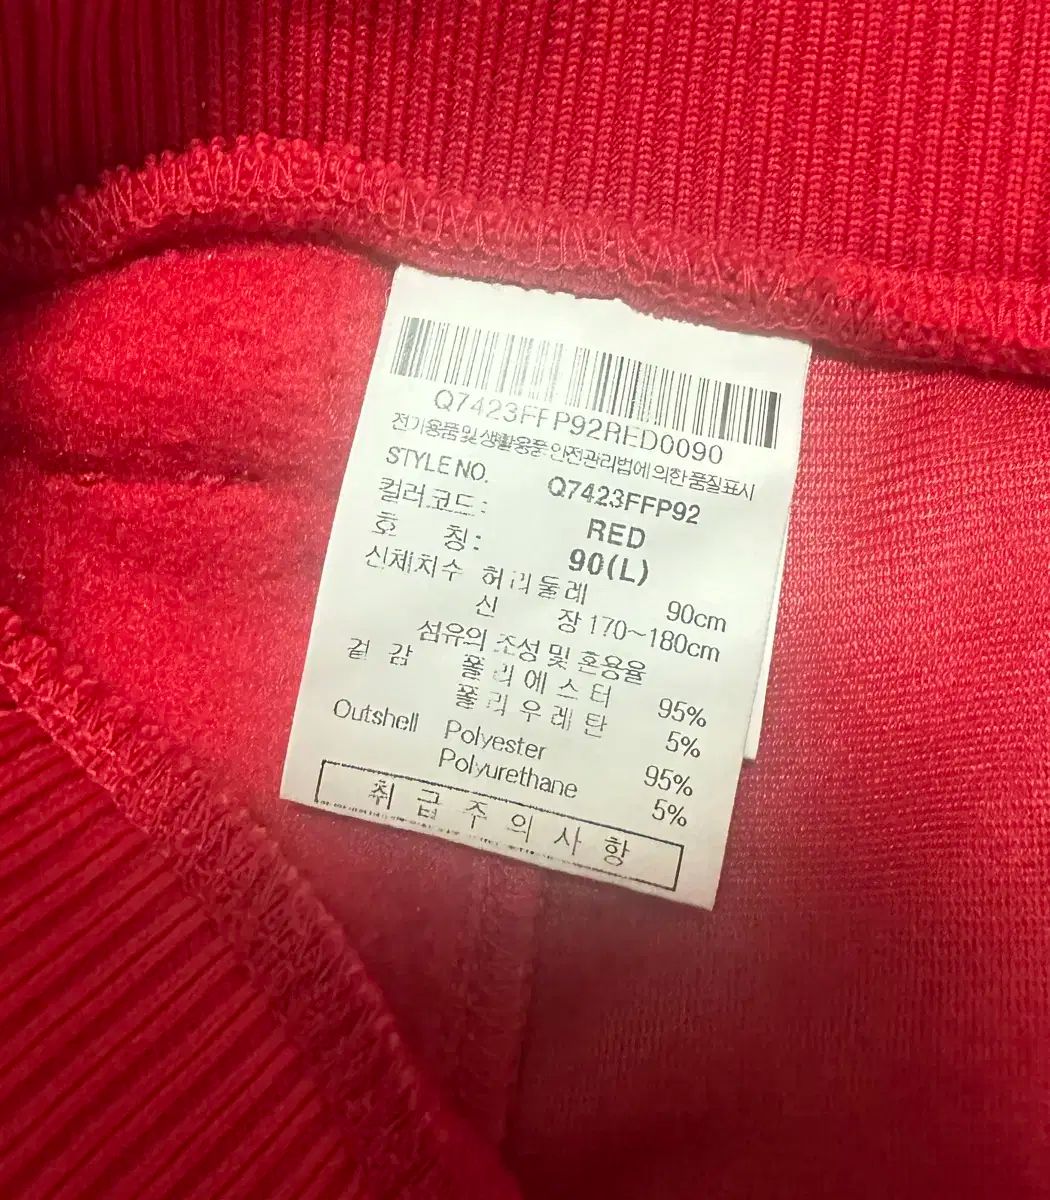 Q7423FFP92RED0090
전기용품및생활용품안전관리법에의한품질표시
STYLE NO. Q7423FFP92
컬러코드: RED
호 칭: 90(L)
신체치수 허리둘레 90cm
신 장 170~180cm
섬유의 조성 및 혼용율
겉 감 폴리에스터 95%
폴리우레탄 5%
Outshell Polyester 95%
Polyurethane 5%
취급주의사항